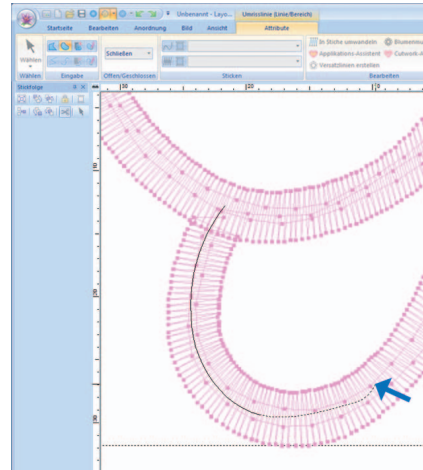 Unbenannt - Layo...
Umrisslinie (Linie/Bereich)
Startseite Bearbeiten Anordnung Bild Ansicht Attribute
Wählen
Schließen
In Stiche umwandeln
Applikations-Assistent
Versatzlinien erstellen
Wählen Eingabe Offen/Geschlossen Sticken Bearbeiten
Stickfolge